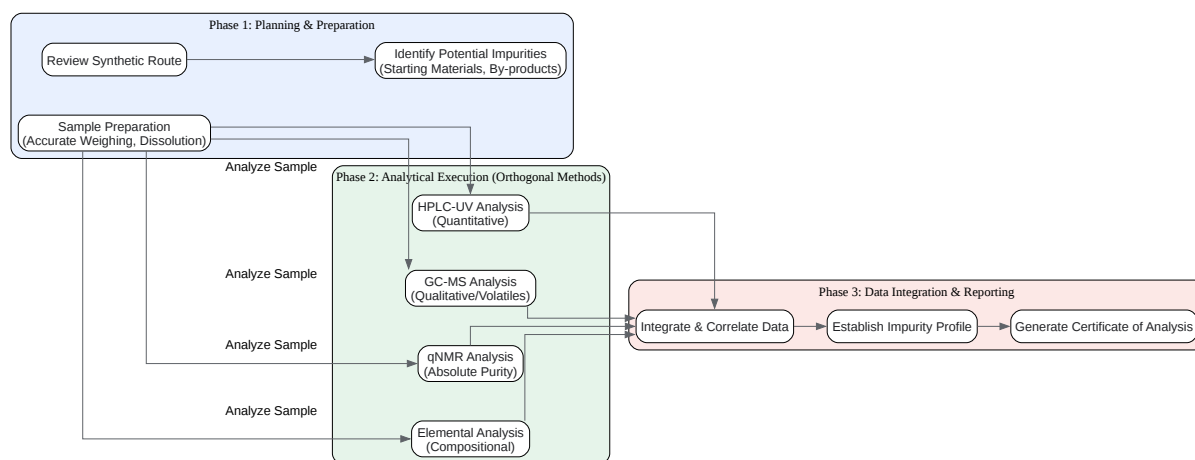 Phase 1: Planning & Preparation
Review Synthetic Route
Identify Potential Impurities
(Starting Materials, By-products)
Sample Preparation
(Accurate Weighing, Dissolution)
Analyze Sample
Phase 2: Analytical Execution (Orthogonal Methods)
HPLC-UV Analysis
(Quantitative)
Analyze Sample
GC-MS Analysis
(Qualitative/Volatiles)
Analyze Sample
qNMR Analysis
(Absolute Purity)
Analyze Sample
Elemental Analysis
(Compositional)
Phase 3: Data Integration & Reporting
Integrate & Correlate Data
Establish Impurity Profile
Generate Certificate of Analysis